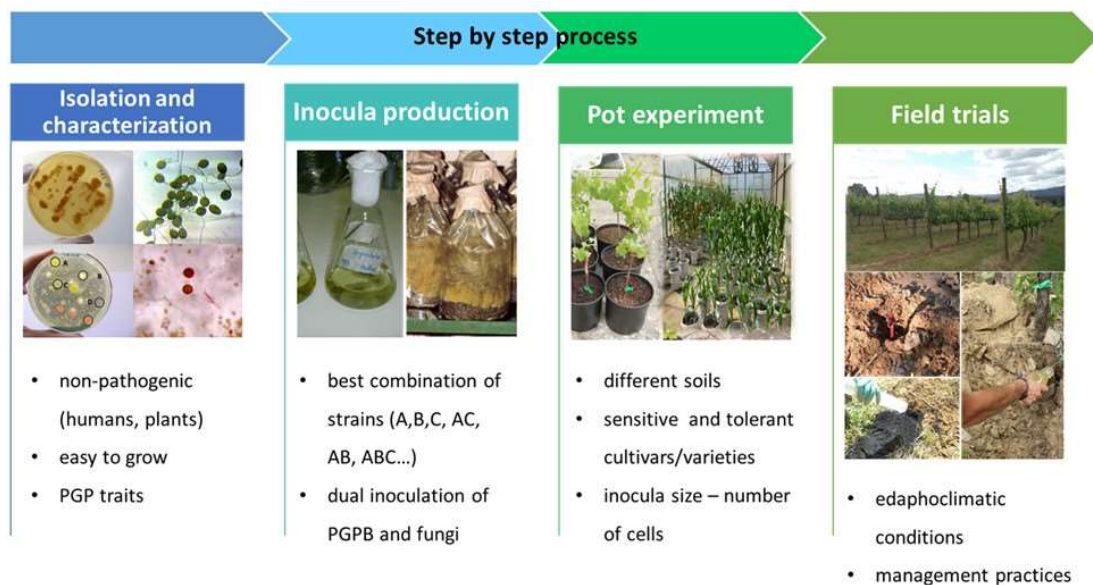 Step by step process
Isolation and
characterization
• non-pathogenic
(humans, plants)
• easy to grow
• PGP traits
Inocula production
• best combination of
strains (A,B,C, AC,
AB, ABC...)
• dual inoculation of
PGPB and fungi
Pot experiment
• different soils
• sensitive and tolerant
cultivars/varieties
• inocula size – number
of cells
Field trials
• edaphoclimatic
conditions
• management practices
A
B
C
D